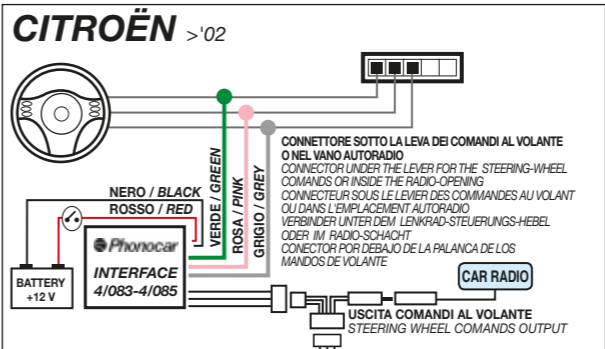 CITROËN >'02
CONNETTORE SOTTO LA LEVA DEI COMANDI AL VOLANTE
O NEL VANO AUTORADIO
CONNECTOR UNDER THE LEVER FOR THE STEERING-WHEEL
COMANDS OR INSIDE THE RADIO-OPENING
CONNECTEUR SOUS LE LEVIER DES COMMANDES AU VOLANT
OU DANS L'EMPLACEMENT AUTORADIO
VERBINDER UNTER DEM LENKRAD-STEUERUNGS-HEBEL
ODER IM RADIO-SCHACHT
CONECTOR POR DEBAJO DE LA PALANCA DE LOS
MANDOS DE VOLANTE
NERO / BLACK
ROSSO / RED
VERDE / GREEN
ROSA / PINK
GRIGIO / GREY
Phonocar
INTERFACE
4/083-4/085
BATTERY
+12 V
CAR RADIO
USCITA COMANDI AL VOLANTE
STEERING WHEEL COMANDS OUTPUT